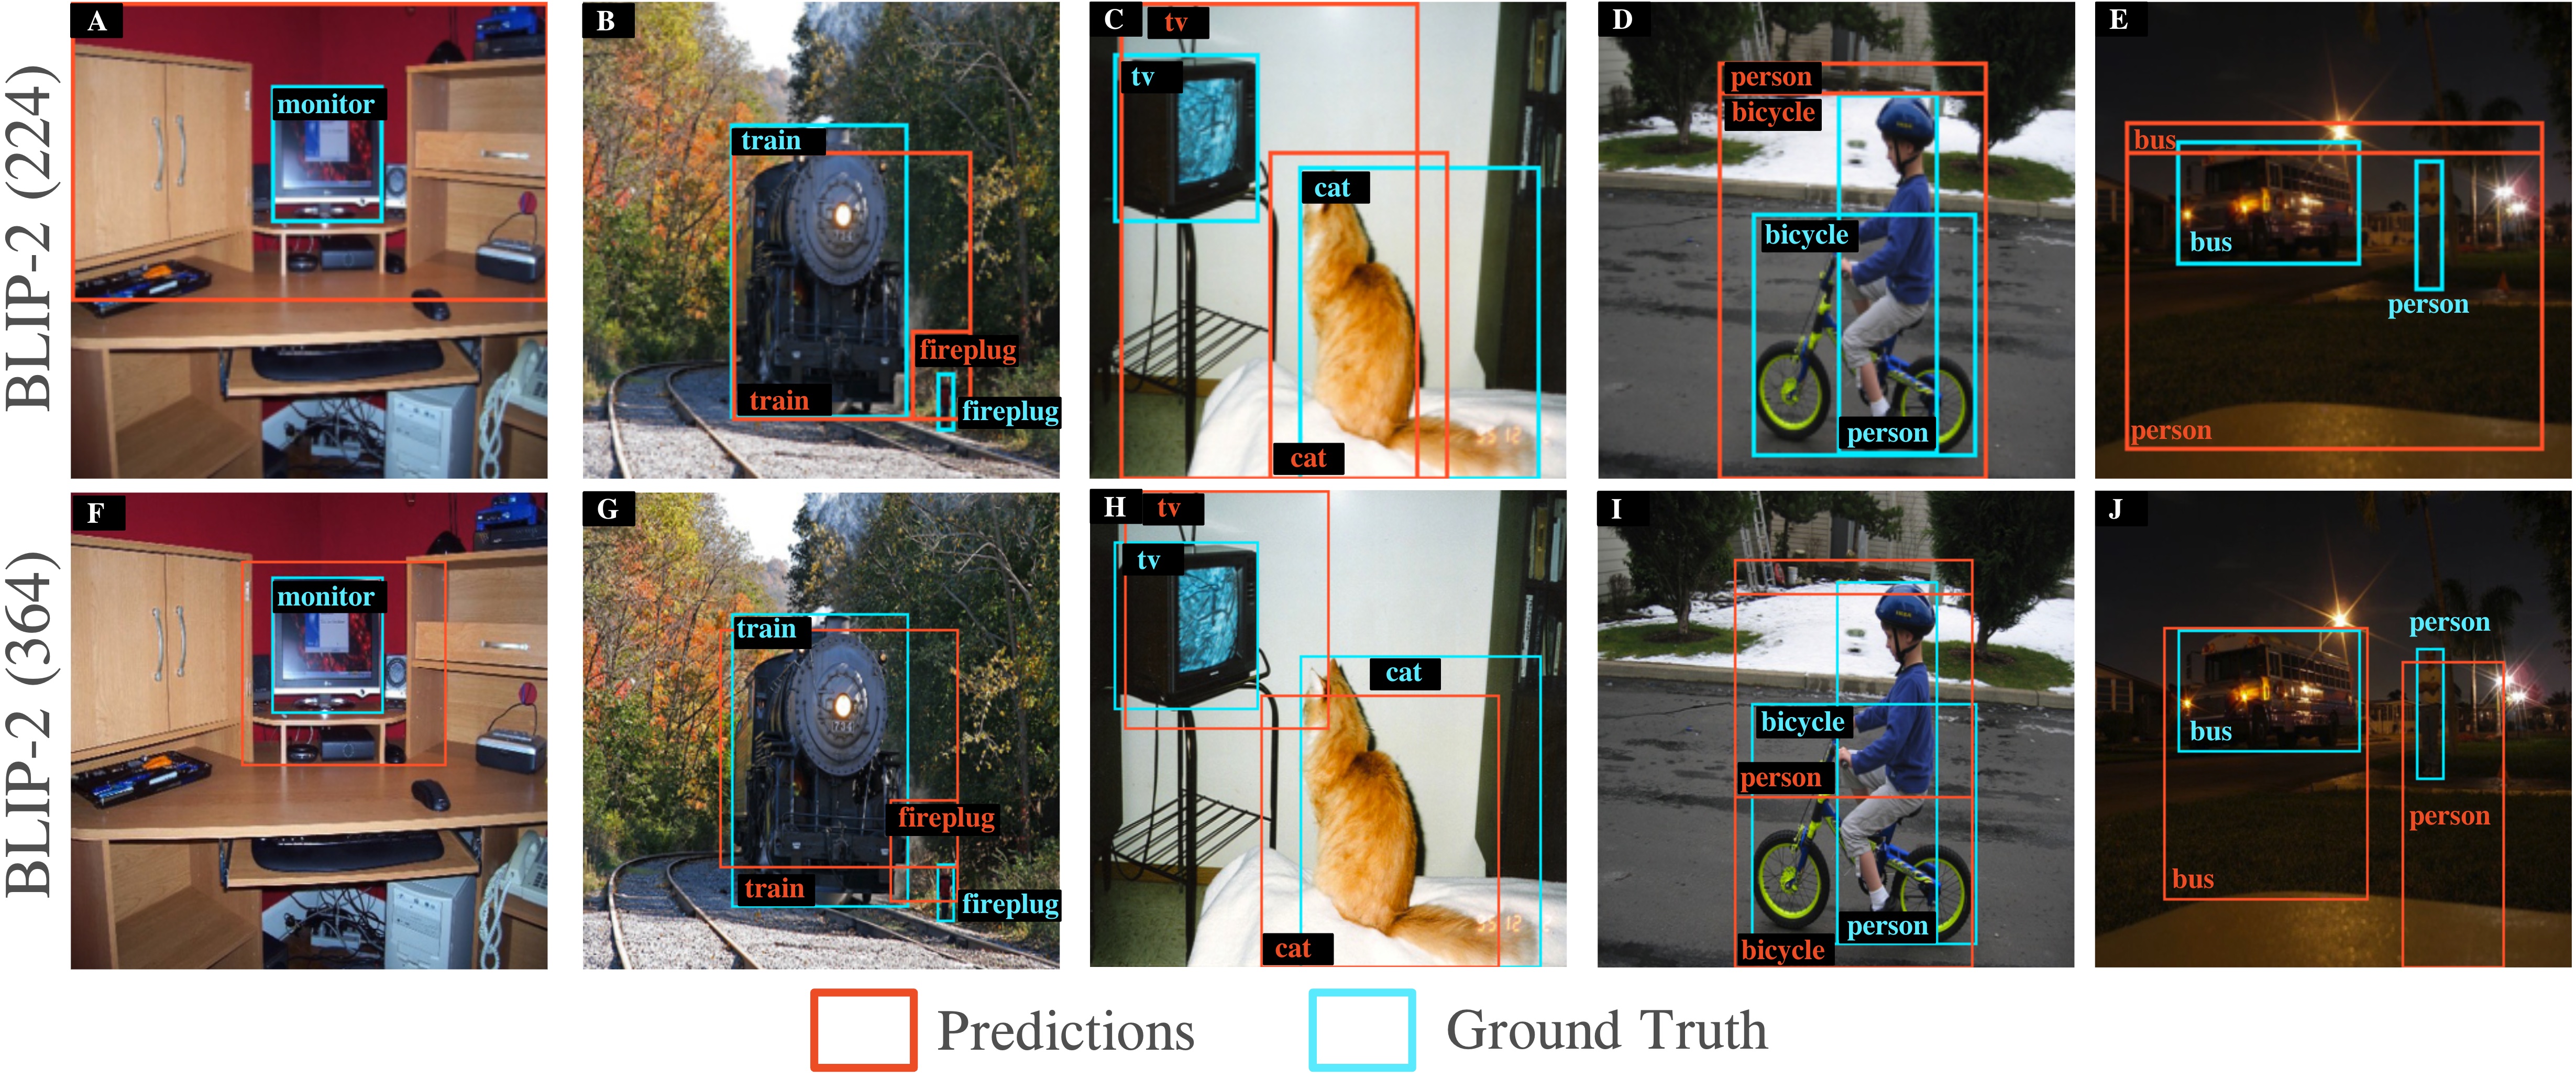 BLIP-2 (224)
A
monitor
B
train
fireplug
train
fireplug
C
tv
tv
cat
cat
D
person
bicycle
bicycle
person
E
bus
bus
person
person
BLIP-2 (364)
F
monitor
G
train
fireplug
train
fireplug
H
tv
tv
cat
cat
I
bicycle
person
person
bicycle
J
person
bus
person
bus
Predictions
Ground Truth